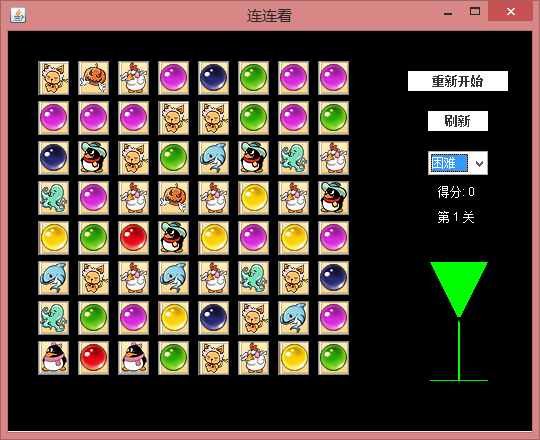 连连看
重新开始
刷新
困难
得分: 0
第 1 关